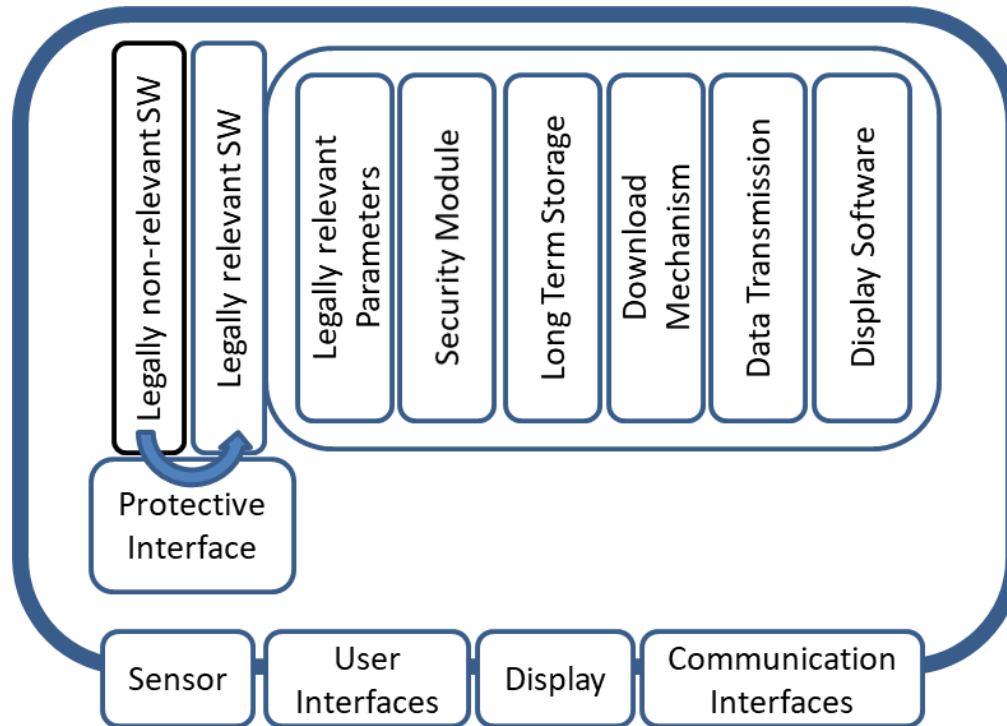 Legally non-relevant SW
Legally relevant SW
Legally relevant
Parameters
Security Module
Long Term Storage
Download
Mechanism
Data Transmission
Display Software
Protective
Interface
Sensor
User
Interfaces
Display
Communication
Interfaces